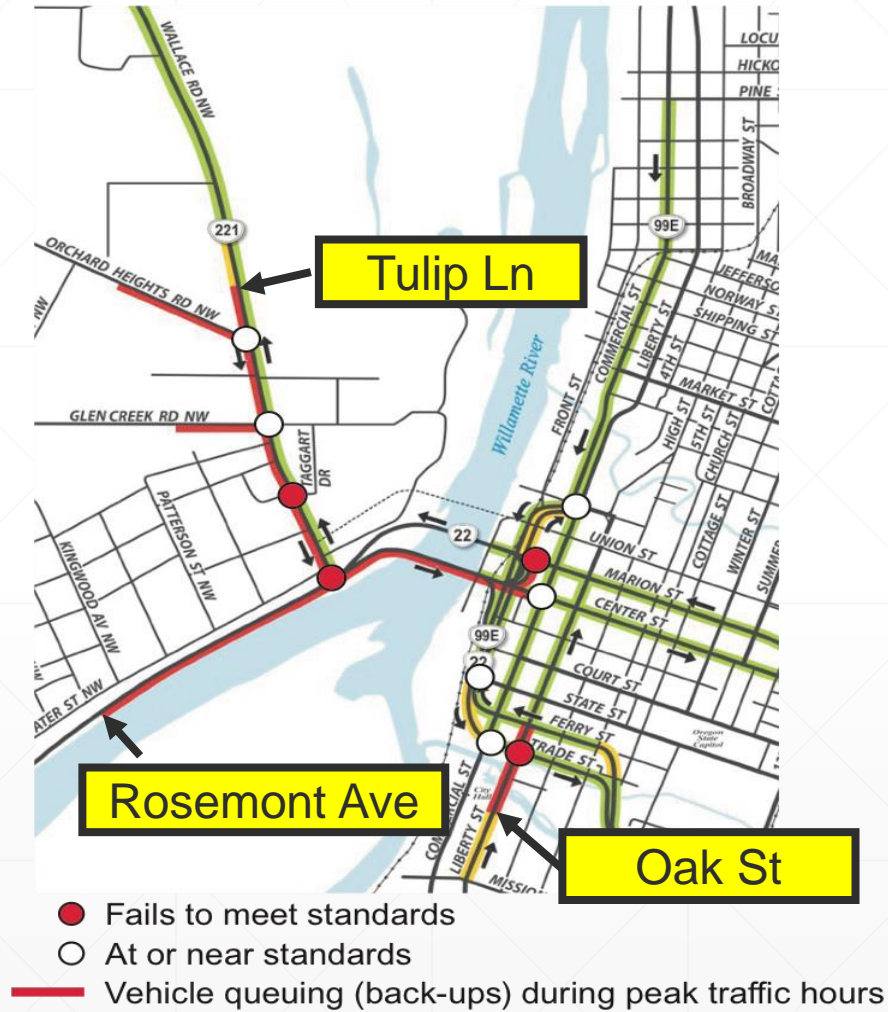 WALLACE RD NW
LOCU
HICKO
PINE
BROADWAY ST
221
99E
ORCHARD HEIGHTS RD NW
NW
Tulip Ln
MA
JEFFERSO
NORWAY S
SHIPPING ST
COMMERCIAL ST
LIBERTY ST
4TH ST
Willamette River
FRONT ST
MARKET ST
COTTA
GLEN CREEK RD NW
TAGGART
DR
HIGH ST
5TH ST
CHURCH ST
PATTERSON ST NW
KINGWOOD AV NW
COTTAGE ST
WINTER ST
SUMME
22
UNION ST
MARION ST
CENTER ST
99E
22
COURT ST
STATE ST
FERRY ST
TRADE ST
Oregon
State
Capitol
ATER ST NW
Rosemont Ave
City
Hall
COMMERCIAL ST
LIBERTY ST
MISSIO
Oak St
Fails to meet standards
At or near standards
Vehicle queuing (back-ups) during peak traffic hours